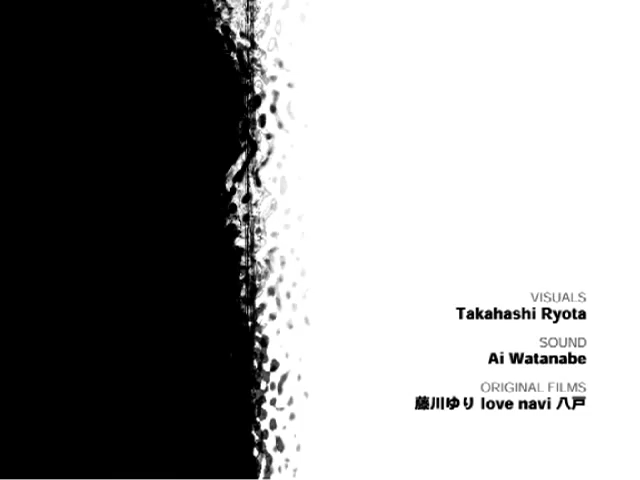 VISUALS
Takahashi Ryota
SOUND
Ai Watanabe
ORIGINAL FILMS
藤川ゆり love navi 八戸